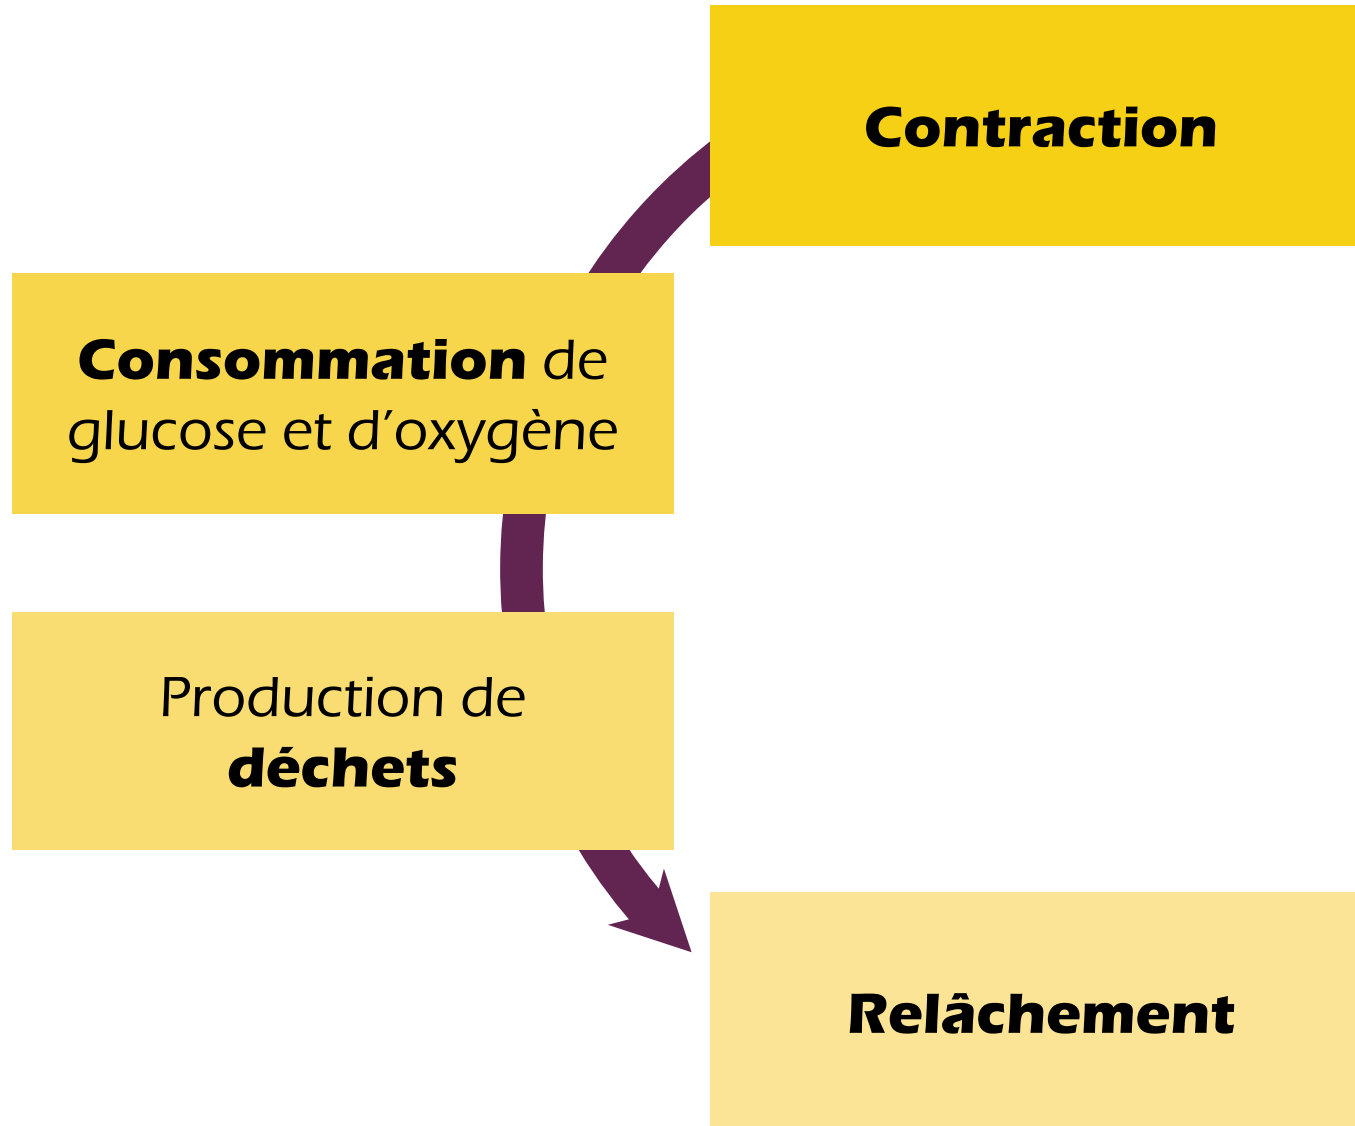 Contraction
Consommation de
glucose et d’oxygène
Production de
déchets
Relâchement